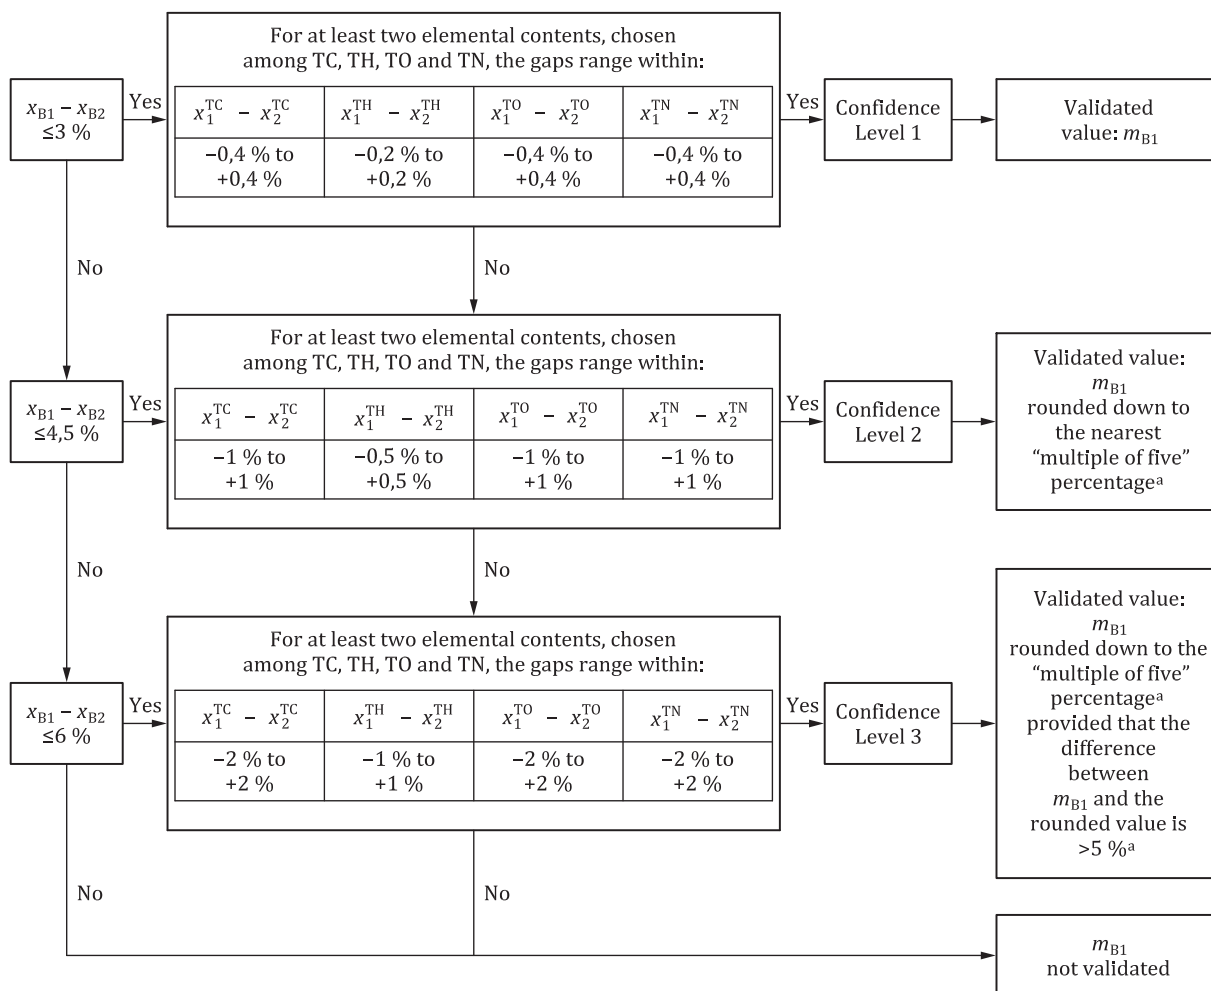 For at least two elemental contents, chosen
among TC, TH, TO and TN, the gaps range within:
x_B1 – x_B2
≤3 %
Yes
x_1^TC – x_2^TC
x_1^TH – x_2^TH
x_1^TO – x_2^TO
x_1^TN – x_2^TN
−0,4 % to
+0,4 %
−0,2 % to
+0,2 %
−0,4 % to
+0,4 %
−0,4 % to
+0,4 %
Yes
Confidence
Level 1
Validated
value: m_B1
No
No
For at least two elemental contents, chosen
among TC, TH, TO and TN, the gaps range within:
x_B1 – x_B2
≤4,5 %
Yes
x_1^TC – x_2^TC
x_1^TH – x_2^TH
x_1^TO – x_2^TO
x_1^TN – x_2^TN
−1 % to
+1 %
−0,5 % to
+0,5 %
−1 % to
+1 %
−1 % to
+1 %
Yes
Confidence
Level 2
Validated value:
m_B1
rounded down to
the nearest
“multiple of five”
percentage^a
No
No
For at least two elemental contents, chosen
among TC, TH, TO and TN, the gaps range within:
x_B1 – x_B2
≤6 %
Yes
x_1^TC – x_2^TC
x_1^TH – x_2^TH
x_1^TO – x_2^TO
x_1^TN – x_2^TN
−2 % to
+2 %
−1 % to
+1 %
−2 % to
+2 %
−2 % to
+2 %
Yes
Confidence
Level 3
Validated value:
m_B1
rounded down to the
“multiple of five”
percentage^a
provided that the
difference
between
m_B1 and the
rounded value is
>5 %^a
No
No
m_B1
not validated